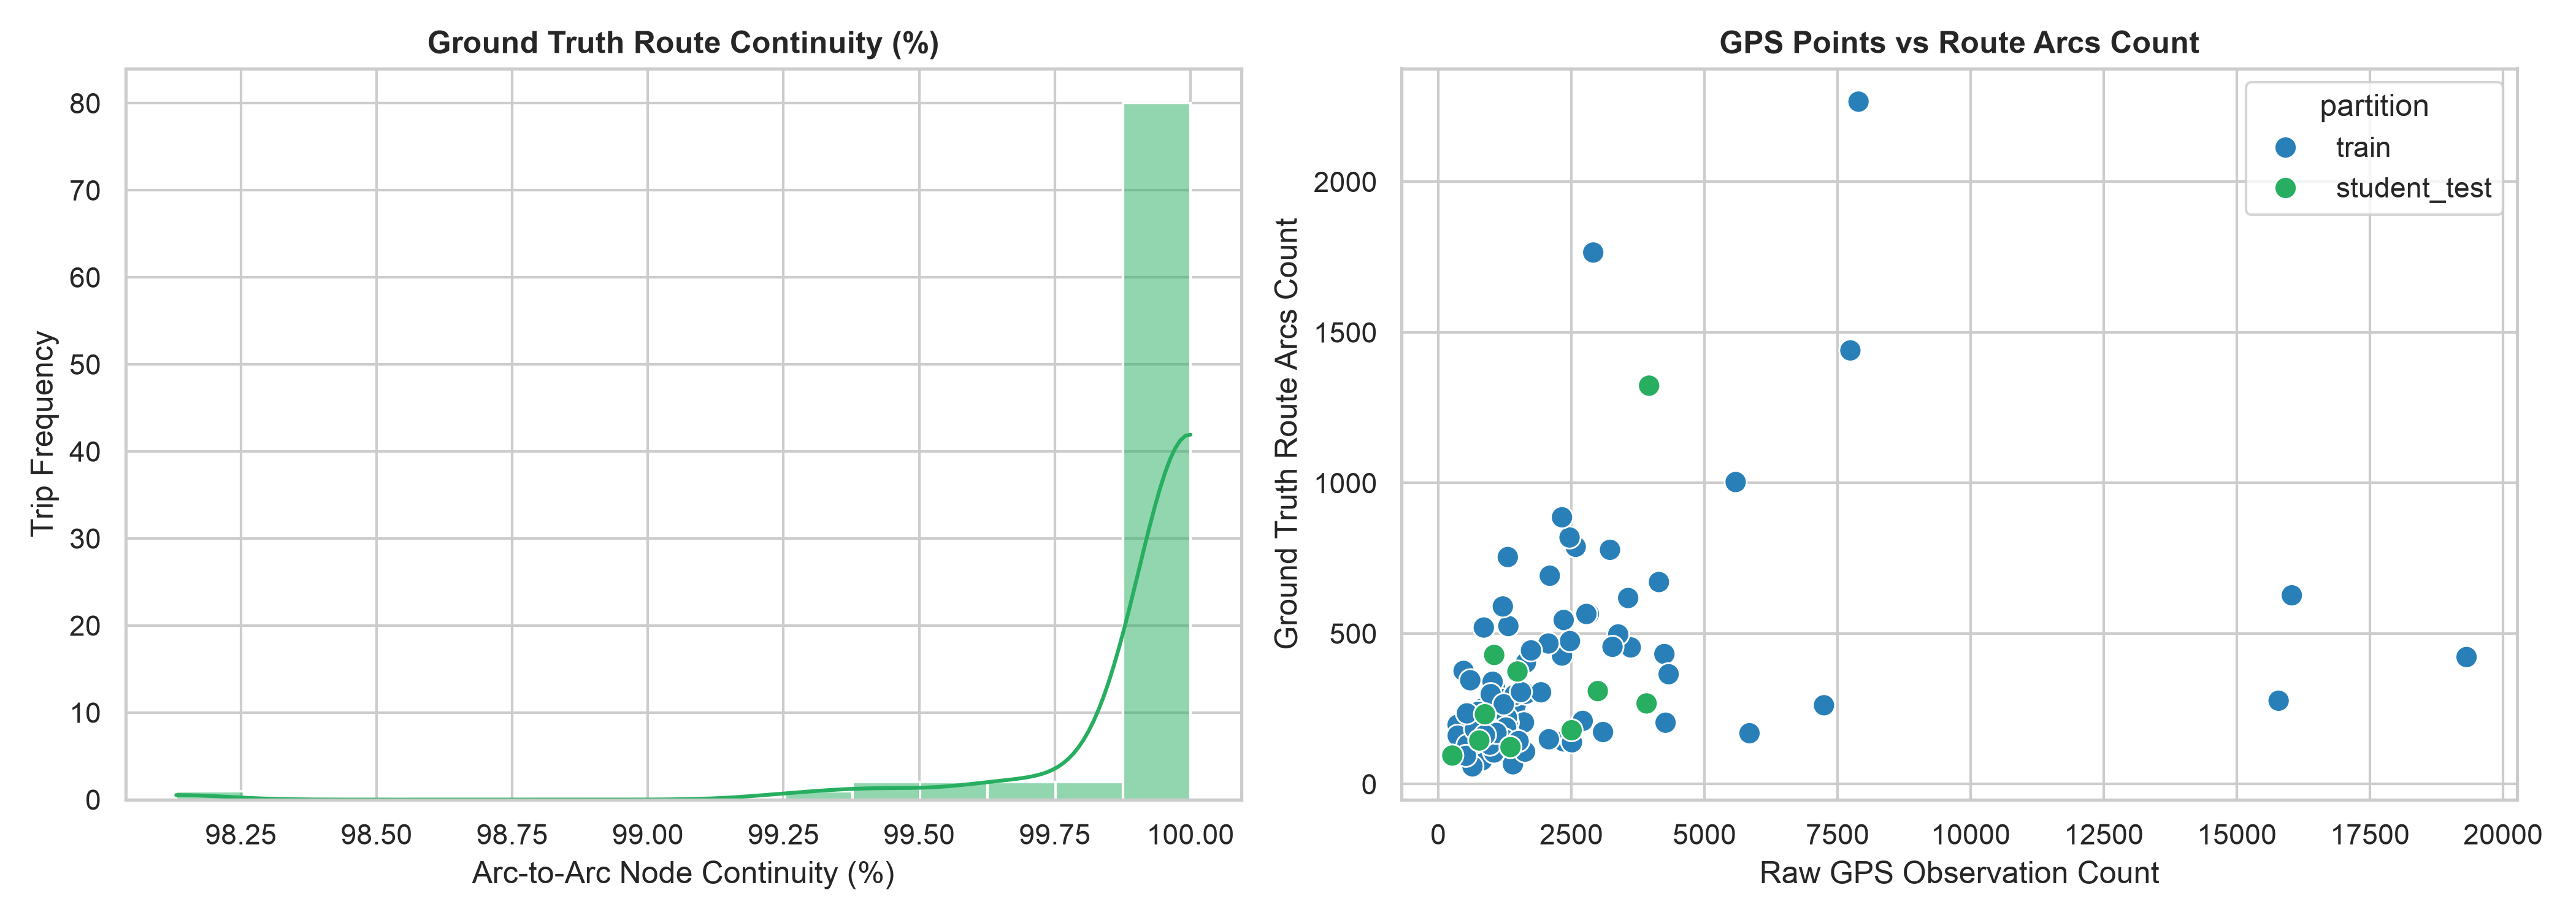 Ground Truth Route Continuity (%)
80
70
60
50
40
30
20
10
0
Trip Frequency
98.25 98.50 98.75 99.00 99.25 99.50 99.75 100.00
Arc-to-Arc Node Continuity (%)
GPS Points vs Route Arcs Count
partition
train
student_test
2000
1500
1000
500
0
Ground Truth Route Arcs Count
0 2500 5000 7500 10000 12500 15000 17500 20000
Raw GPS Observation Count